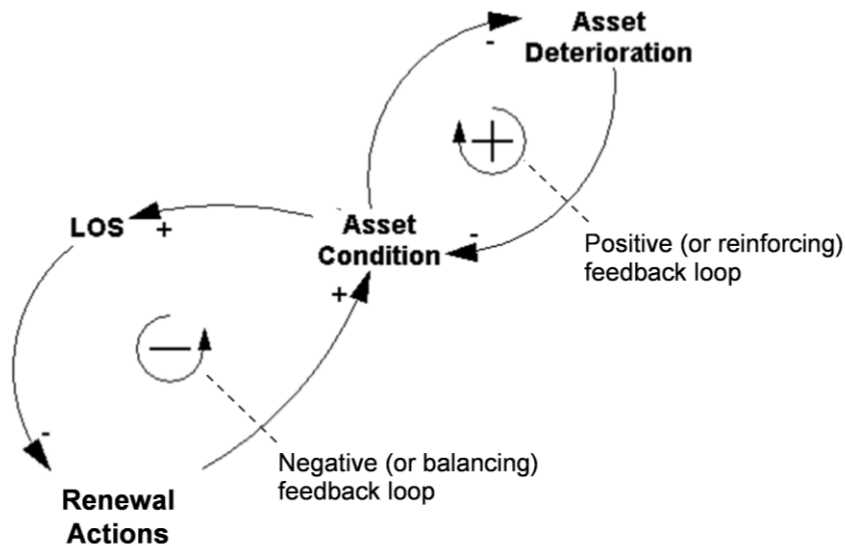 Asset
Deterioration
-
+
-
LOS
+
Asset
Condition
Positive (or reinforcing)
feedback loop
+
-
-
Negative (or balancing)
feedback loop
Renewal
Actions